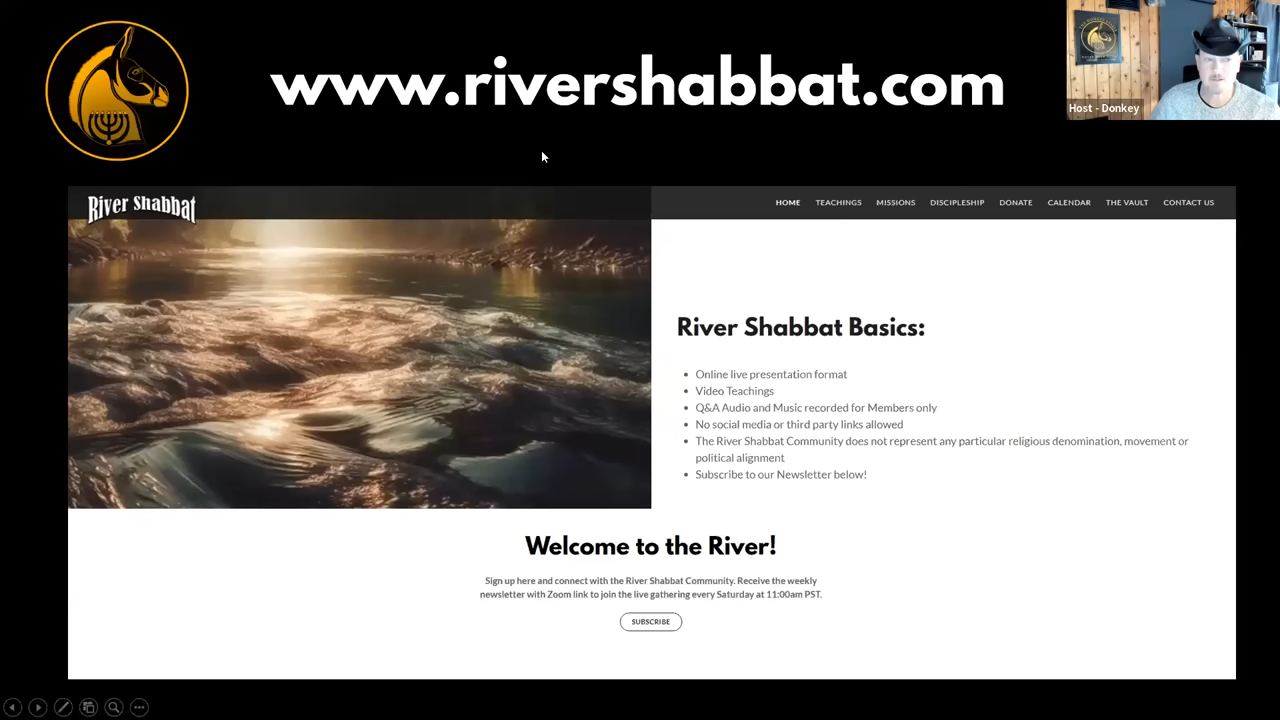 www.rivershabbat.com
Host - Donkey
River Shabbat
HOME TEACHINGS MISSIONS DISCIPLESHIP DONATE CALENDAR THE VAULT CONTACT US
River Shabbat Basics:
• Online live presentation format
• Video Teachings
• Q&A Audio and Music recorded for Members only
• No social media or third party links allowed
• The River Shabbat Community does not represent any particular religious denomination, movement or
political alignment
• Subscribe to our Newsletter below!
Welcome to the River!
Sign up here and connect with the River Shabbat Community. Receive the weekly
newsletter with Zoom link to join the live gathering every Saturday at 11:00am PST.
SUBSCRIBE